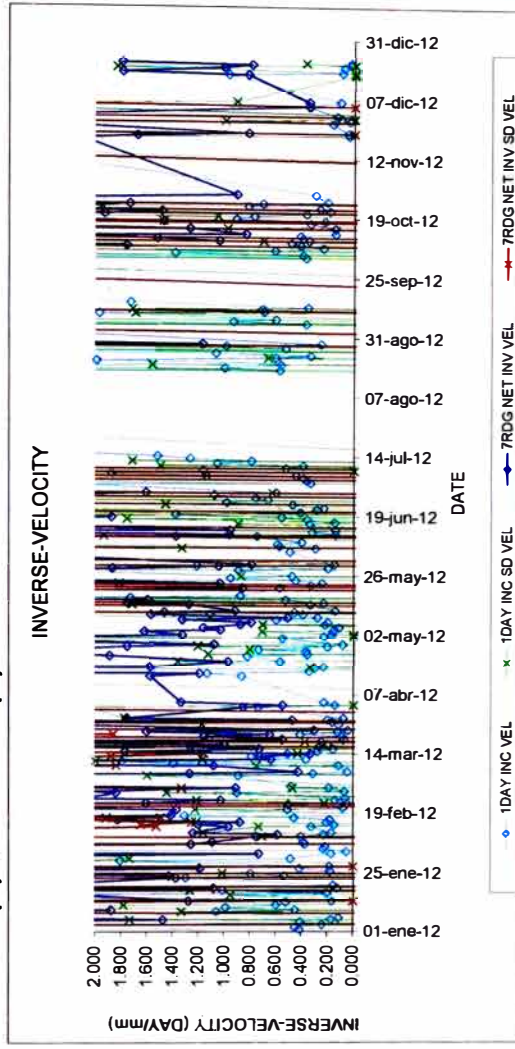 INVERSE-VELOCITY
INVERSE-VELOCITY (DAY/mm)
2.000
1.800
1.600
1.400
1.200
1.000
0.800
0.600
0.400
0.200
0.000
01-ene-12
25-ene-12
19-feb-12
14-mar-12
07-abr-12
02-may-12
26-may-12
19-jun-12
14-jul-12
07-ago-12
31-ago-12
25-sep-12
19-oct-12
12-nov-12
07-dic-12
31-dic-12
DATE
1DAY INC VEL
1DAY INC SD VEL
7RDG NET INV VEL
7RDG NET INV SD VEL